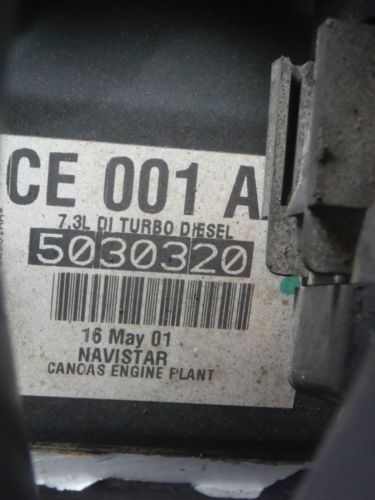 CE 001 A
7.3L DI TURBO DIESEL
5030320
16 May 01
NAVISTAR
CANOAS ENGINE PLANT